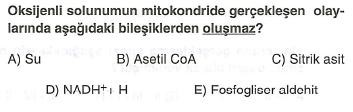 Oksijenli solunumun mitokondride gerçekleşen olay-
larında aşağıdaki bileşiklerden oluşmaz?
A) Su B) Asetil CoA C) Sitrik asit
D) NADH+ı H E) Fosfogliser aldehit